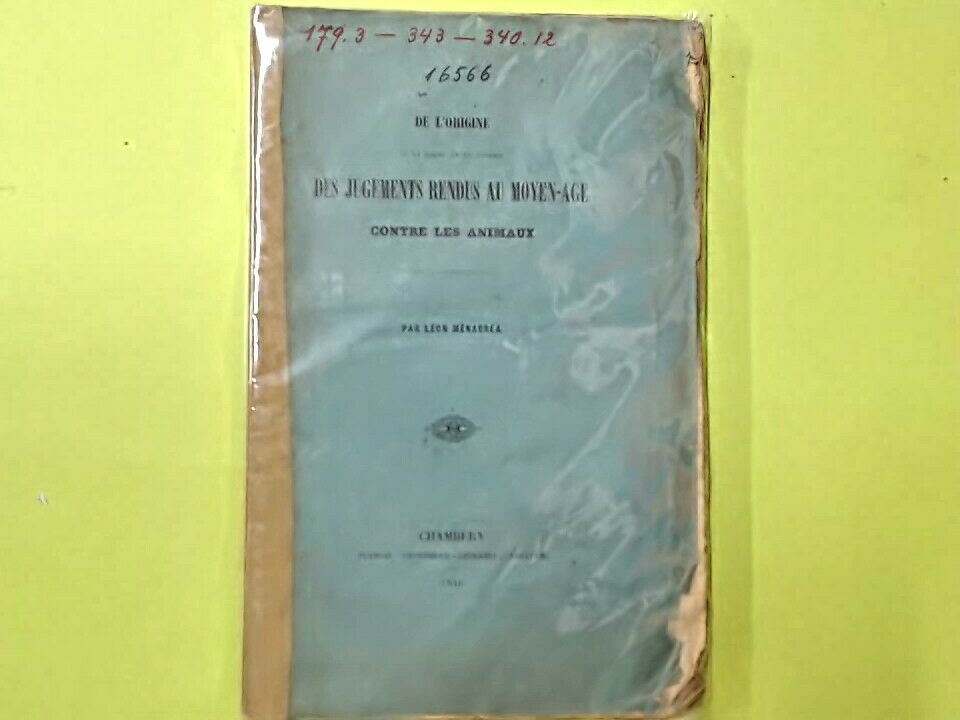 179.3 — 343 — 340.12
16566
DE L'ORIGINE
DES JUGEMENTS RENDUS AU MOYEN-AGE
CONTRE LES ANIMAUX
PAR LÉON MÉNABRÉA
CHAMBERY